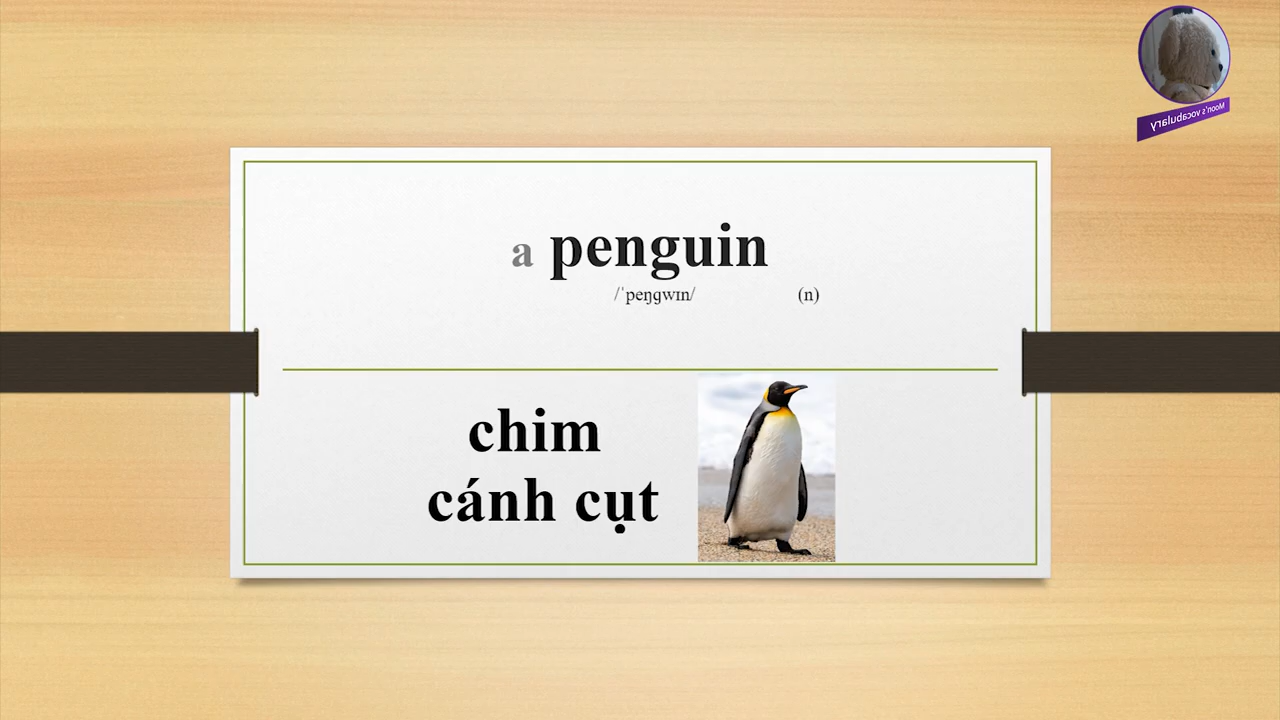 Moon's vocabulary
a penguin
/ˈpeŋɡwɪn/ (n)
chim
cánh cụt